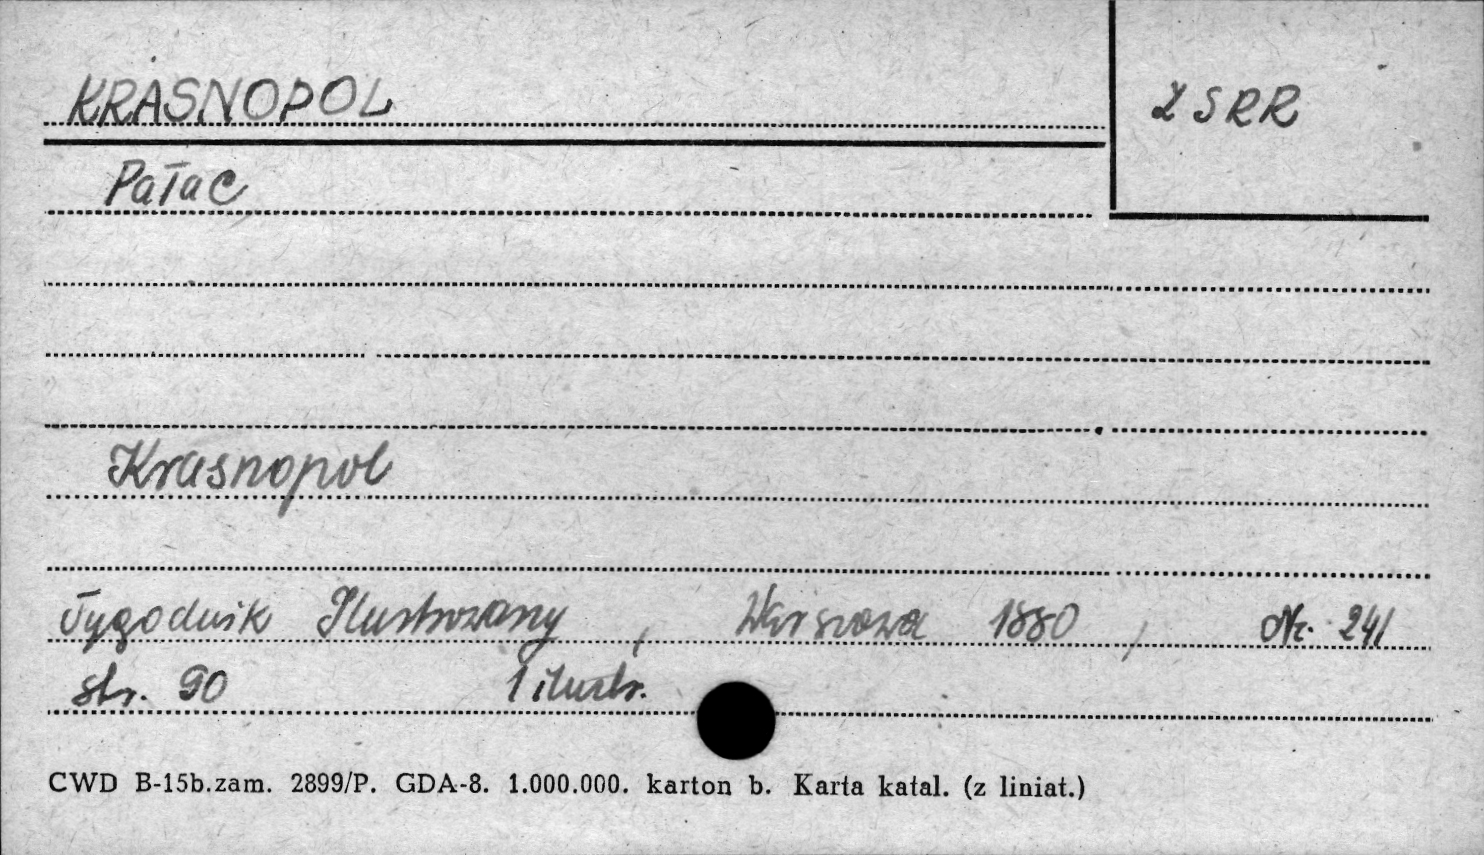 KRASNOPOL
ZSRR
Pałac
Krasnopol
Tygodnik Ilustrowany, Warszawa 1880, Nr. 241
str. 90 1 ilustr.
CWD B-15b.zam. 2899/P. GDA-8. 1.000.000. karton b. Karta katal. (z liniat.)